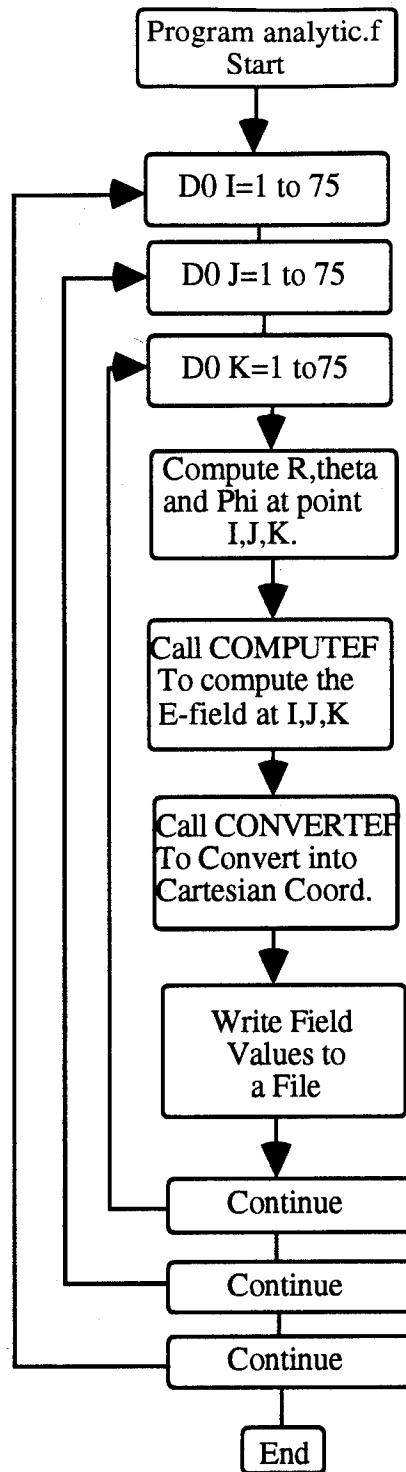 Program analytic.f
Start
D0 I=1 to 75
D0 J=1 to 75
D0 K=1 to75
Compute R,theta
and Phi at point
I,J,K.
Call COMPUTEF
To compute the
E-field at I,J,K
Call CONVERTEF
To Convert into
Cartesian Coord.
Write Field
Values to
a File
Continue
Continue
Continue
End